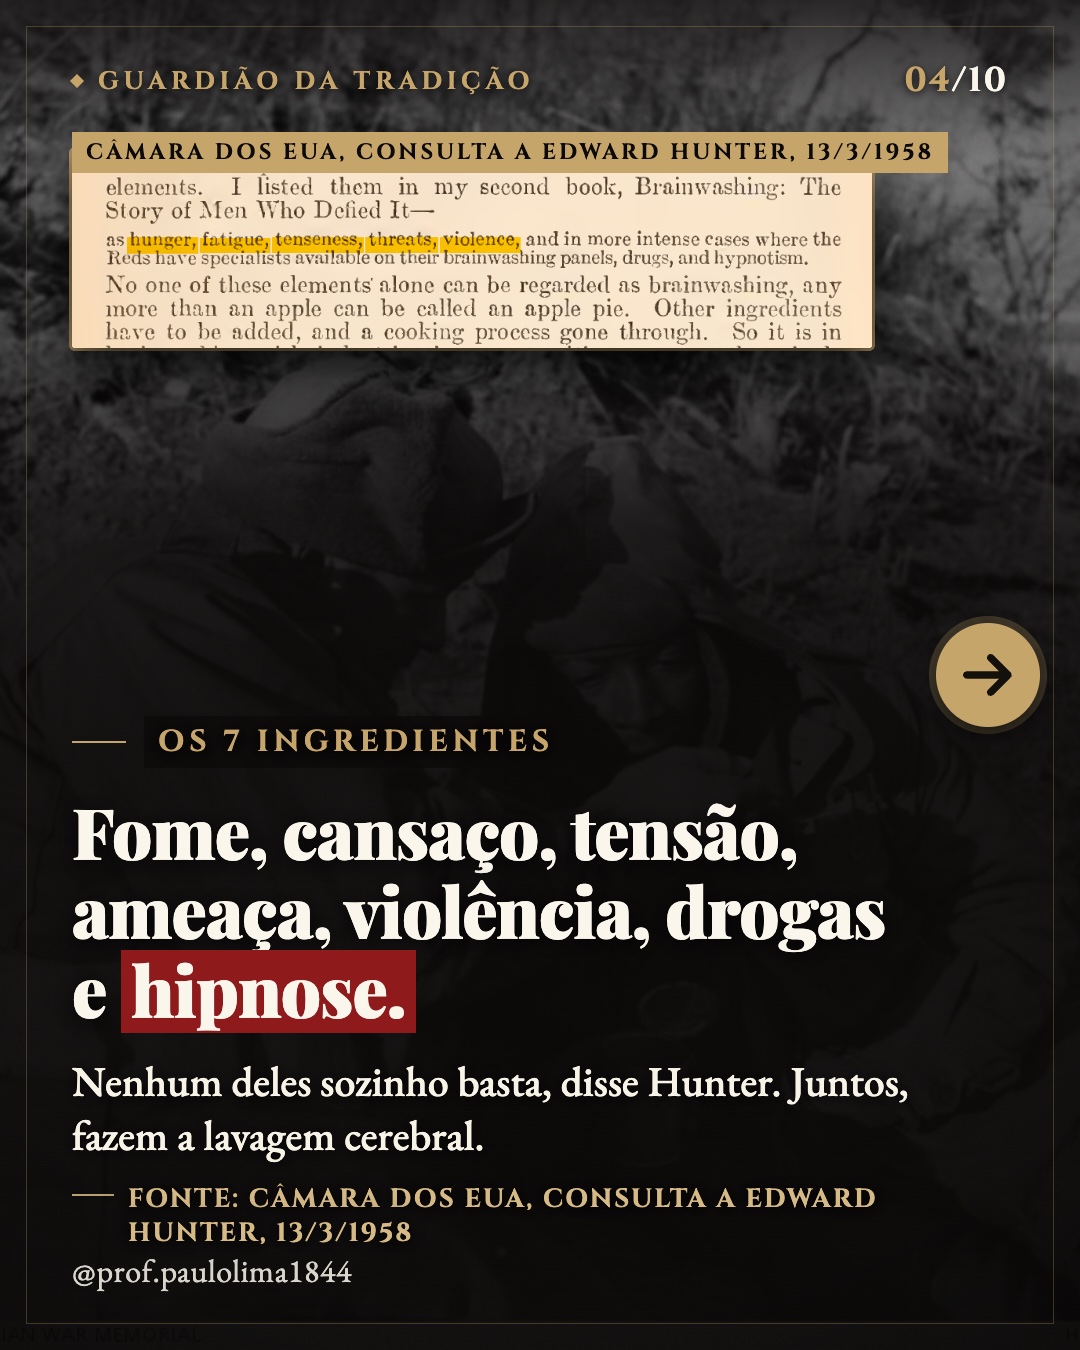 GUARDIÃO DA TRADIÇÃO
04/10
CÂMARA DOS EUA, CONSULTA A EDWARD HUNTER, 13/3/1958
elements. I listed them in my second book, Brainwashing: The
Story of Men Who Defied It—
as hunger, fatigue, tenseness, threats, violence, and in more intense cases where the
Reds have specialists available on their brainwashing panels, drugs, and hypnotism.
No one of these elements alone can be regarded as brainwashing, any
more than an apple can be called an apple pie. Other ingredients
have to be added, and a cooking process gone through. So it is in
OS 7 INGREDIENTES
Fome, cansaço, tensão,
ameaça, violência, drogas
e hipnose.
Nenhum deles sozinho basta, disse Hunter. Juntos,
fazem a lavagem cerebral.
FONTE: CÂMARA DOS EUA, CONSULTA A EDWARD
HUNTER, 13/3/1958
@prof.paulolima1844
IAN WAR MEMORIAL